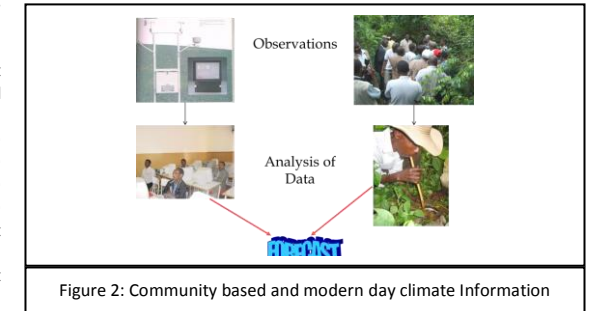 Observations
Analysis of
Data
FORECAST
Figure 2: Community based and modern day climate Information